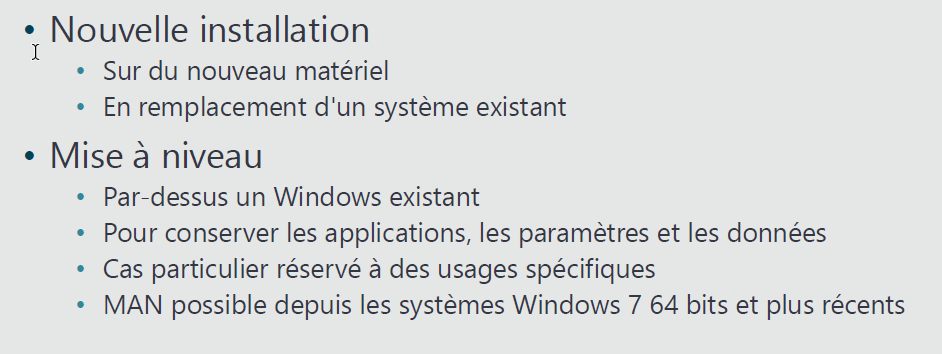 • Nouvelle installation
• Sur du nouveau matériel
• En remplacement d'un système existant
• Mise à niveau
• Par-dessus un Windows existant
• Pour conserver les applications, les paramètres et les données
• Cas particulier réservé à des usages spécifiques
• MAN possible depuis les systèmes Windows 7 64 bits et plus récents